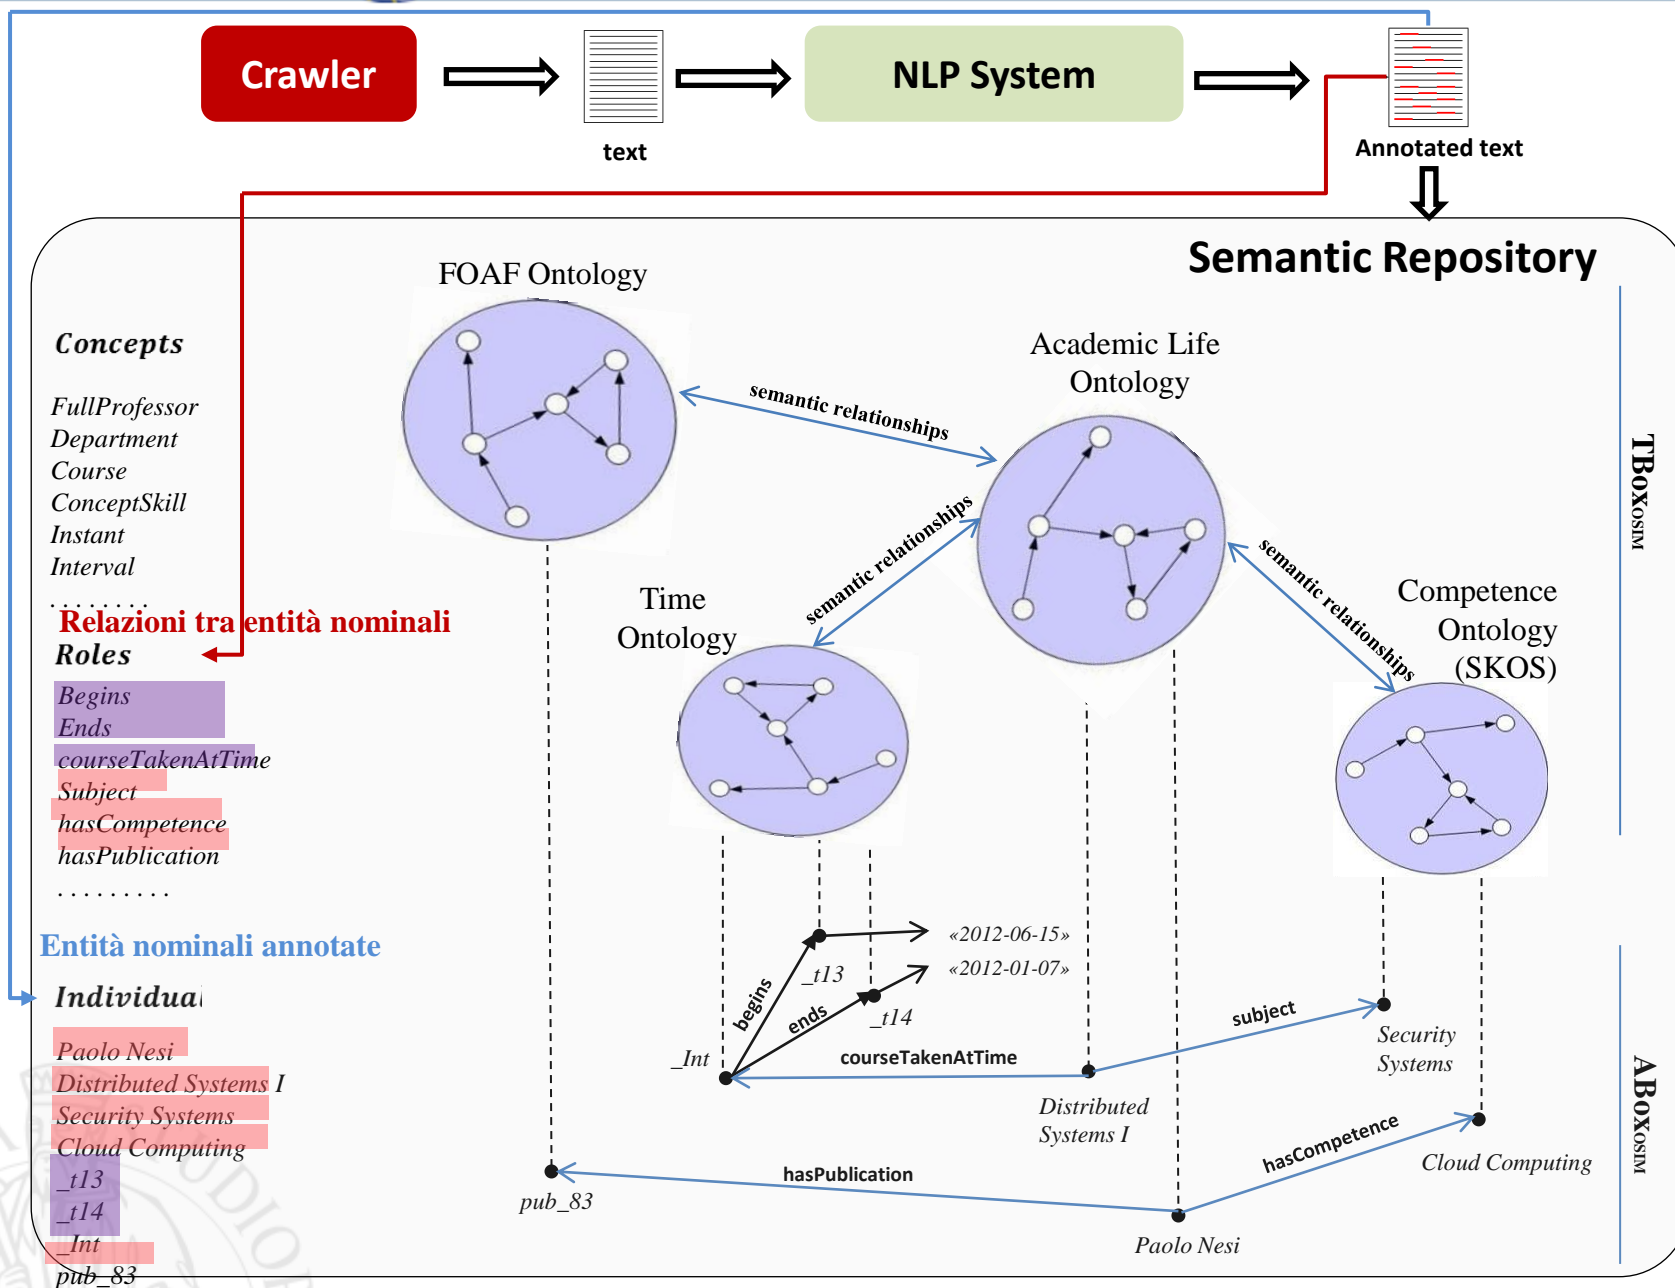 Crawler
NLP System
text
Annotated text
Semantic Repository
FOAF Ontology
Academic Life
Ontology
semantic relationships
semantic relationships
semantic relationships
Time
Ontology
Competence
Ontology
(SKOS)
TBoxOSIM
Concepts
FullProfessor
Department
Course
ConceptSkill
Instant
Interval
. . . . . . . .
Relazioni tra entità nominali
Roles
Begins
Ends
courseTakenAtTime
Subject
hasCompetence
hasPublication
. . . . . . . . .
Entità nominali annotate
Individual
Paolo Nesi
Distributed Systems I
Security Systems
Cloud Computing
_t13
_t14
_Int
pub_83
«2012-06-15»
«2012-01-07»
_t13
_t14
begins
ends
_Int
courseTakenAtTime
subject
Security
Systems
Distributed
Systems I
hasCompetence
Cloud Computing
hasPublication
pub_83
Paolo Nesi
ABoxOSIM